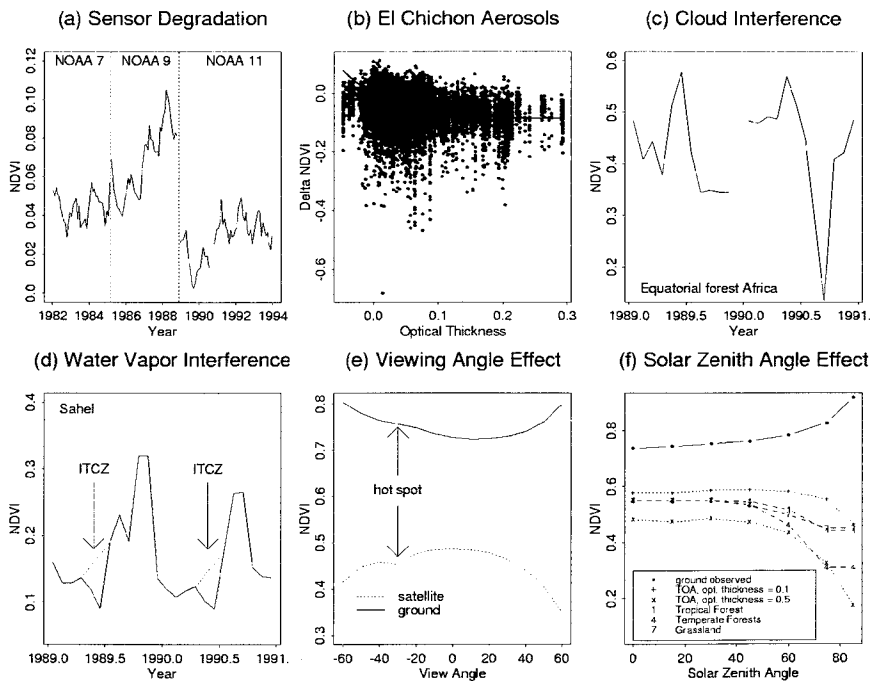 (a) Sensor Degradation
NOAA 7
NOAA 9
NOAA 11
NDVI
0.0
0.02
0.04
0.06
0.08
0.10
0.12
1982
1984
1986
1988
1990
1992
1994
Year
(b) El Chichon Aerosols
Delta NDVI
0.0
-0.2
-0.4
-0.6
0.0
0.1
0.2
0.3
Optical Thickness
(c) Cloud Interference
NDVI
0.6
0.5
0.4
0.3
0.2
Equatorial forest Africa
1989.0
1989.5
1990.0
1990.5
1991.
Year
(d) Water Vapor Interference
Sahel
ITCZ
ITCZ
NDVI
0.4
0.3
0.2
0.1
1989.0
1989.5
1990.0
1990.5
1991.
Year
(e) Viewing Angle Effect
NDVI
0.8
0.7
0.6
0.5
0.4
0.3
hot spot
satellite
ground
-60
-40
-20
0
20
40
60
View Angle
(f) Solar Zenith Angle Effect
NDVI
0.8
0.6
0.4
0.2
ground observed
+ TOA, opt. thickness = 0.1
x TOA, opt. thickness = 0.5
1 Tropical Forest
4 Temperate Forests
7 Grassland
0
20
40
60
80
Solar Zenith Angle